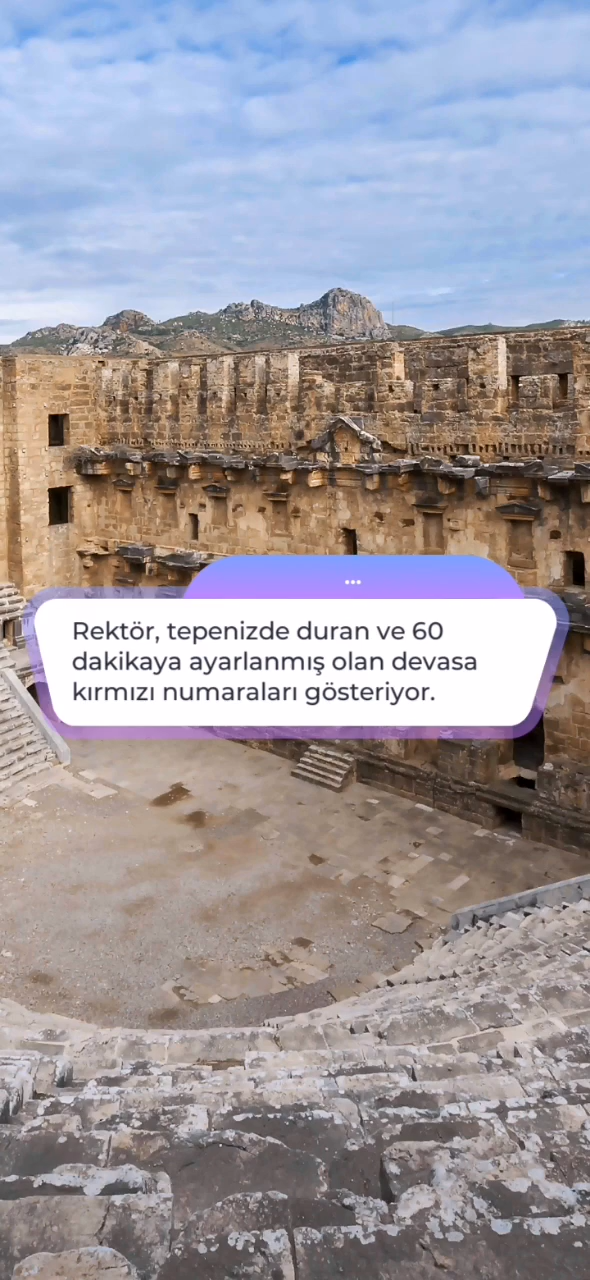 ...
Rektör, tepenizde duran ve 60
dakikaya ayarlanmış olan devasa
kırmızı numaraları gösteriyor.